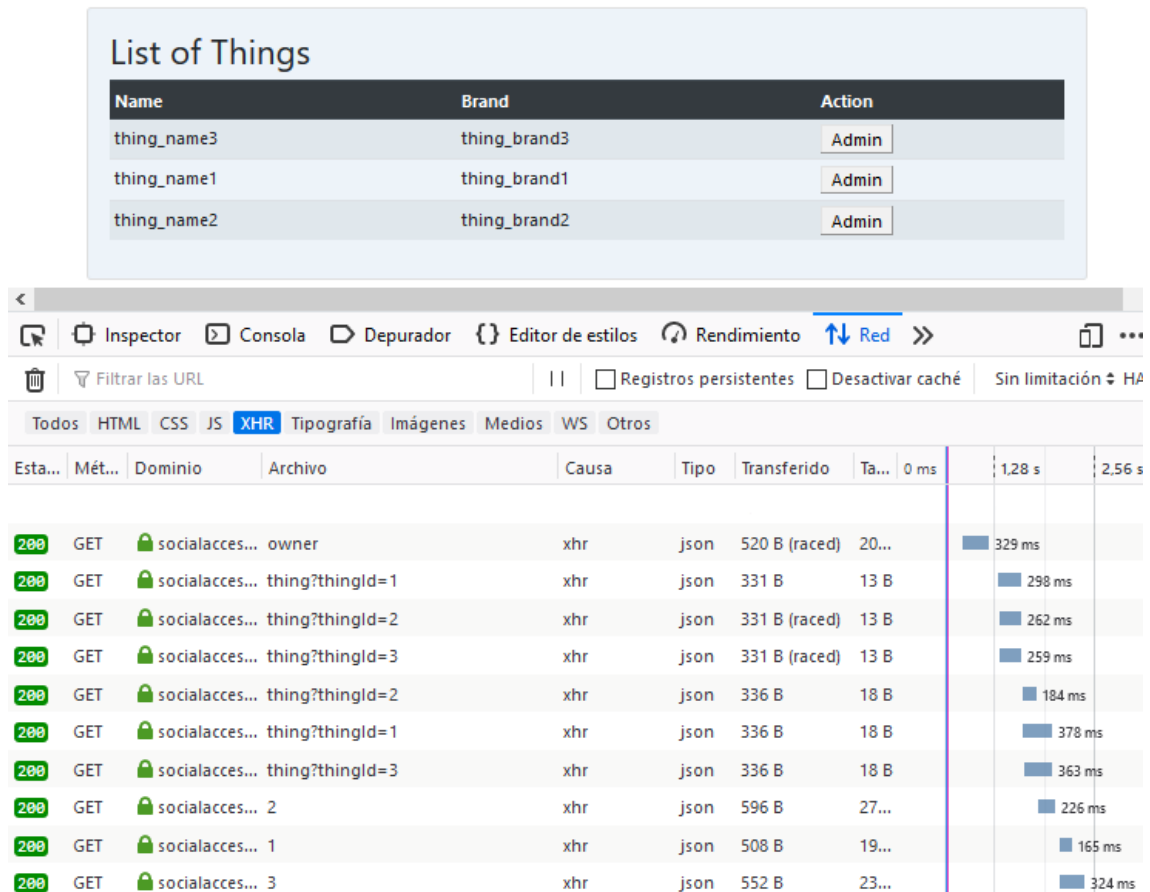 List of Things
Name Brand Action
thing_name3 thing_brand3 Admin
thing_name1 thing_brand1 Admin
thing_name2 thing_brand2 Admin
Inspector Consola Depurador {} Editor de estilos Rendimiento Red
Filtrar las URL Registros persistentes Desactivar caché Sin limitación HA
Todos HTML CSS JS XHR Tipografía Imágenes Medios WS Otros
Esta... Mét... Dominio Archivo Causa Tipo Transferido Ta... 0 ms 1,28 s 2,56 s
200 GET socialacces... owner xhr json 520 B (raced) 20... 329 ms
200 GET socialacces... thing?thingId=1 xhr json 331 B 13 B 298 ms
200 GET socialacces... thing?thingId=2 xhr json 331 B (raced) 13 B 262 ms
200 GET socialacces... thing?thingId=3 xhr json 331 B (raced) 13 B 259 ms
200 GET socialacces... thing?thingId=2 xhr json 336 B 18 B 184 ms
200 GET socialacces... thing?thingId=1 xhr json 336 B 18 B 378 ms
200 GET socialacces... thing?thingId=3 xhr json 336 B 18 B 363 ms
200 GET socialacces... 2 xhr json 596 B 27... 226 ms
200 GET socialacces... 1 xhr json 508 B 19... 165 ms
200 GET socialacces... 3 xhr json 552 B 23... 324 ms